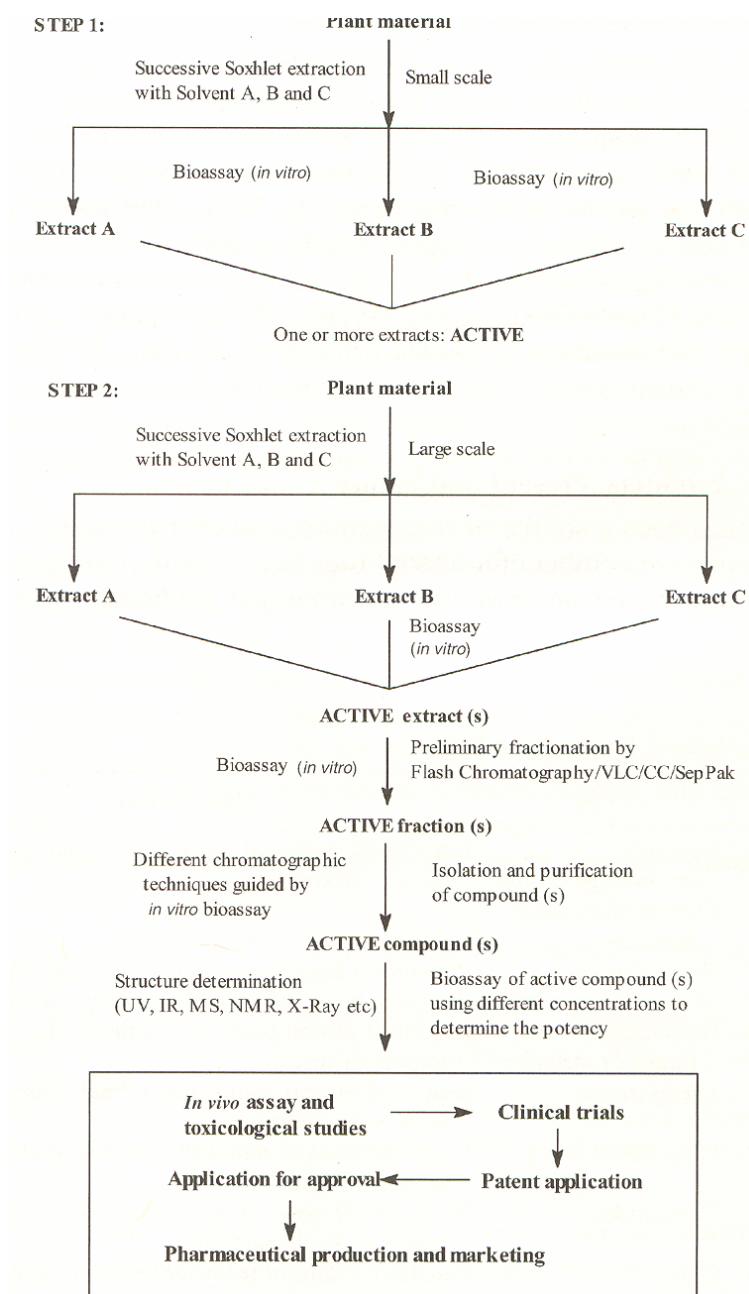 STEP 1:
Plant material
Successive Soxhlet extraction
with Solvent A, B and C
Small scale
Bioassay (in vitro)
Bioassay (in vitro)
Extract A
Extract B
Extract C
One or more extracts: ACTIVE
STEP 2:
Plant material
Successive Soxhlet extraction
with Solvent A, B and C
Large scale
Extract A
Extract B
Extract C
Bioassay
(in vitro)
ACTIVE extract (s)
Bioassay (in vitro)
Preliminary fractionation by
Flash Chromatography/VLC/CC/SepPak
ACTIVE fraction (s)
Different chromatographic
techniques guided by
in vitro bioassay
Isolation and purification
of compound (s)
ACTIVE compound (s)
Structure determination
(UV, IR, MS, NMR, X-Ray etc)
Bioassay of active compound (s)
using different concentrations to
determine the potency
In vivo assay and
toxicological studies
Clinical trials
Application for approval
Patent application
Pharmaceutical production and marketing